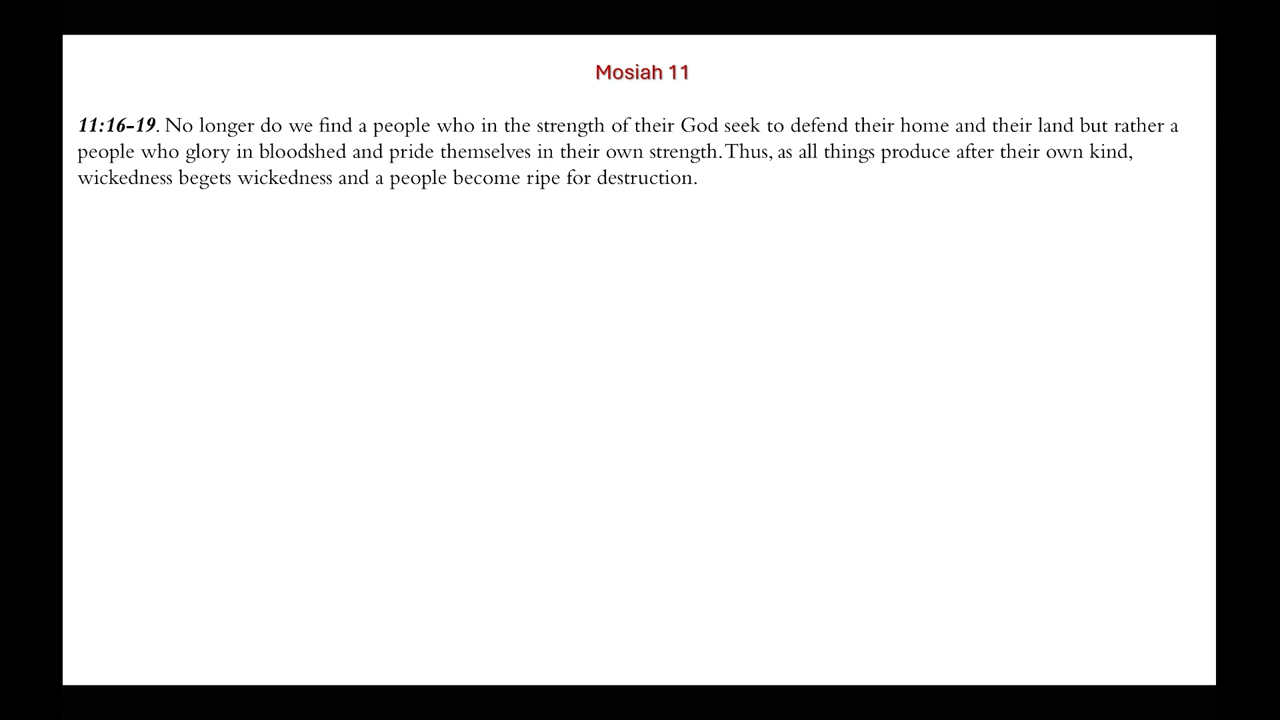 Mosiah 11
11:16-19. No longer do we find a people who in the strength of their God seek to defend their home and their land but rather a
people who glory in bloodshed and pride themselves in their own strength. Thus, as all things produce after their own kind,
wickedness begets wickedness and a people become ripe for destruction.